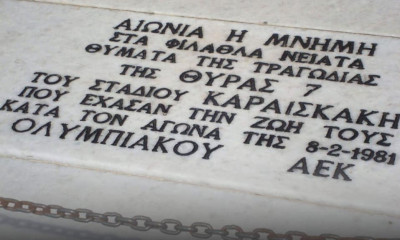 ΑΙΩΝΙΑ Η ΜΝΗΜΗ
ΣΤΑ ΦΙΛΑΘΛΑ ΝΕΙΑΤΑ
ΘΥΜΑΤΑ ΤΗΣ ΤΡΑΓΩΔΙΑΣ
ΤΗΣ ΘΥΡΑΣ 7
ΤΟΥ ΣΤΑΔΙΟΥ ΚΑΡΑΙΣΚΑΚΗ
ΠΟΥ ΕΧΑΣΑΝ ΤΗΝ ΖΩΗ ΤΟΥΣ
ΚΑΤΑ ΤΟΝ ΑΓΩΝΑ ΤΗΣ 8-2-1981
ΟΛΥΜΠΙΑΚΟΥ ΑΕΚ